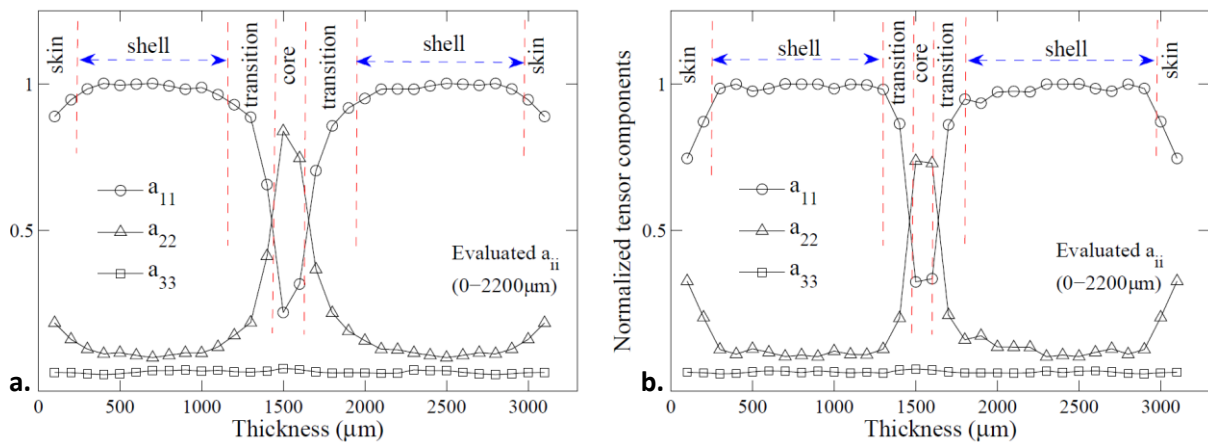 skin
shell
transition
core
transition
shell
skin
1
0.5
a11
a22
a33
Evaluated aii
(0−2200μm)
a.
0 500 1000 1500 2000 2500 3000
Thickness (μm)
Normalized tensor components
skin
shell
transition
core
transition
shell
skin
1
0.5
a11
a22
a33
Evaluated aii
(0−2200μm)
b.
0 500 1000 1500 2000 2500 3000
Thickness (μm)